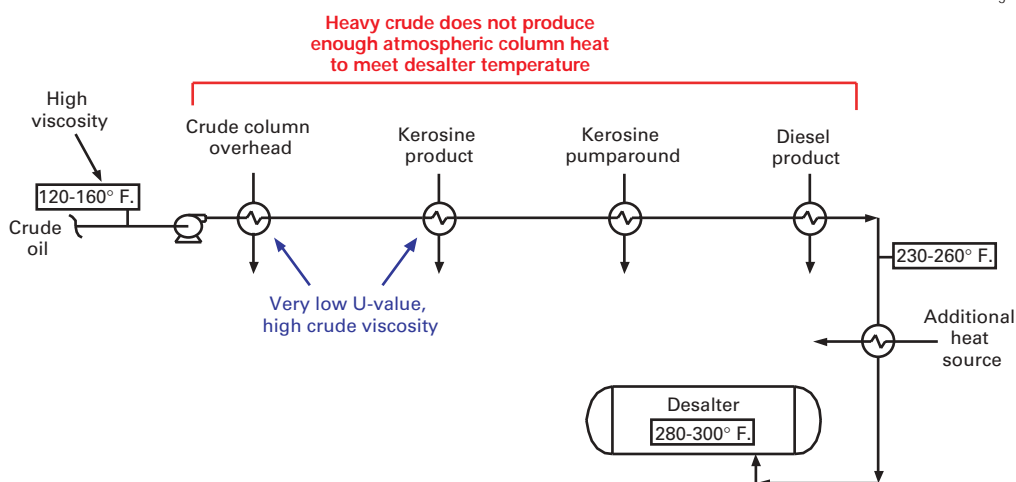 Heavy crude does not produce
enough atmospheric column heat
to meet desalter temperature
High
viscosity
Crude column
overhead
Kerosine
product
Kerosine
pumparound
Diesel
product
120-160° F.
Crude
oil
230-260° F.
Very low U-value,
high crude viscosity
Additional
heat
source
Desalter
280-300° F.